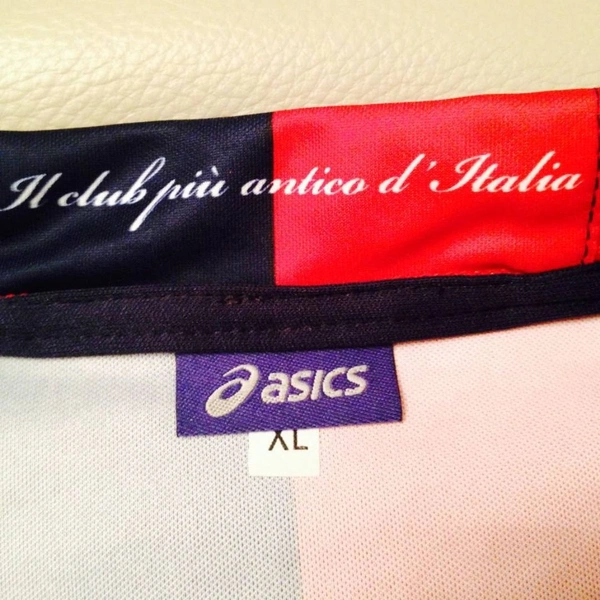 Il club più antico d'Italia
asics
XL